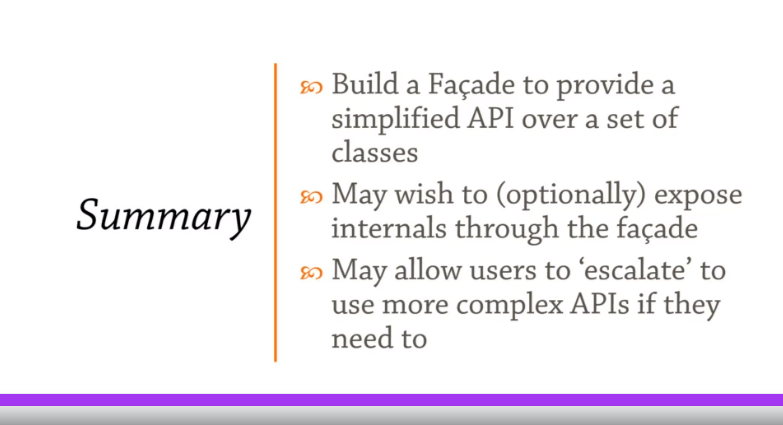 Summary
Build a Façade to provide a
simplified API over a set of
classes
May wish to (optionally) expose
internals through the façade
May allow users to ‘escalate’ to
use more complex APIs if they
need to